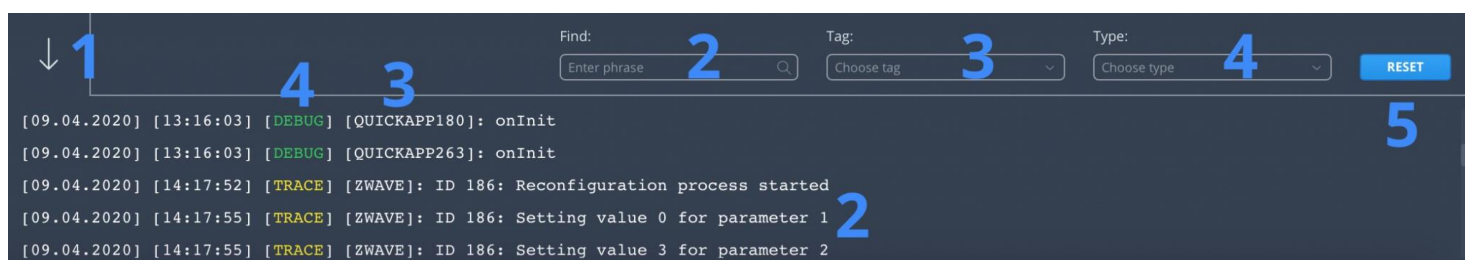 1
Find: 2 Tag: 3 Type: 4
Enter phrase Choose tag Choose type RESET
4 3 5
[09.04.2020] [13:16:03] [DEBUG] [QUICKAPP180]: onInit
[09.04.2020] [13:16:03] [DEBUG] [QUICKAPP263]: onInit
[09.04.2020] [14:17:52] [TRACE] [ZWAVE]: ID 186: Reconfiguration process started
[09.04.2020] [14:17:55] [TRACE] [ZWAVE]: ID 186: Setting value 0 for parameter 1
2
[09.04.2020] [14:17:55] [TRACE] [ZWAVE]: ID 186: Setting value 3 for parameter 2